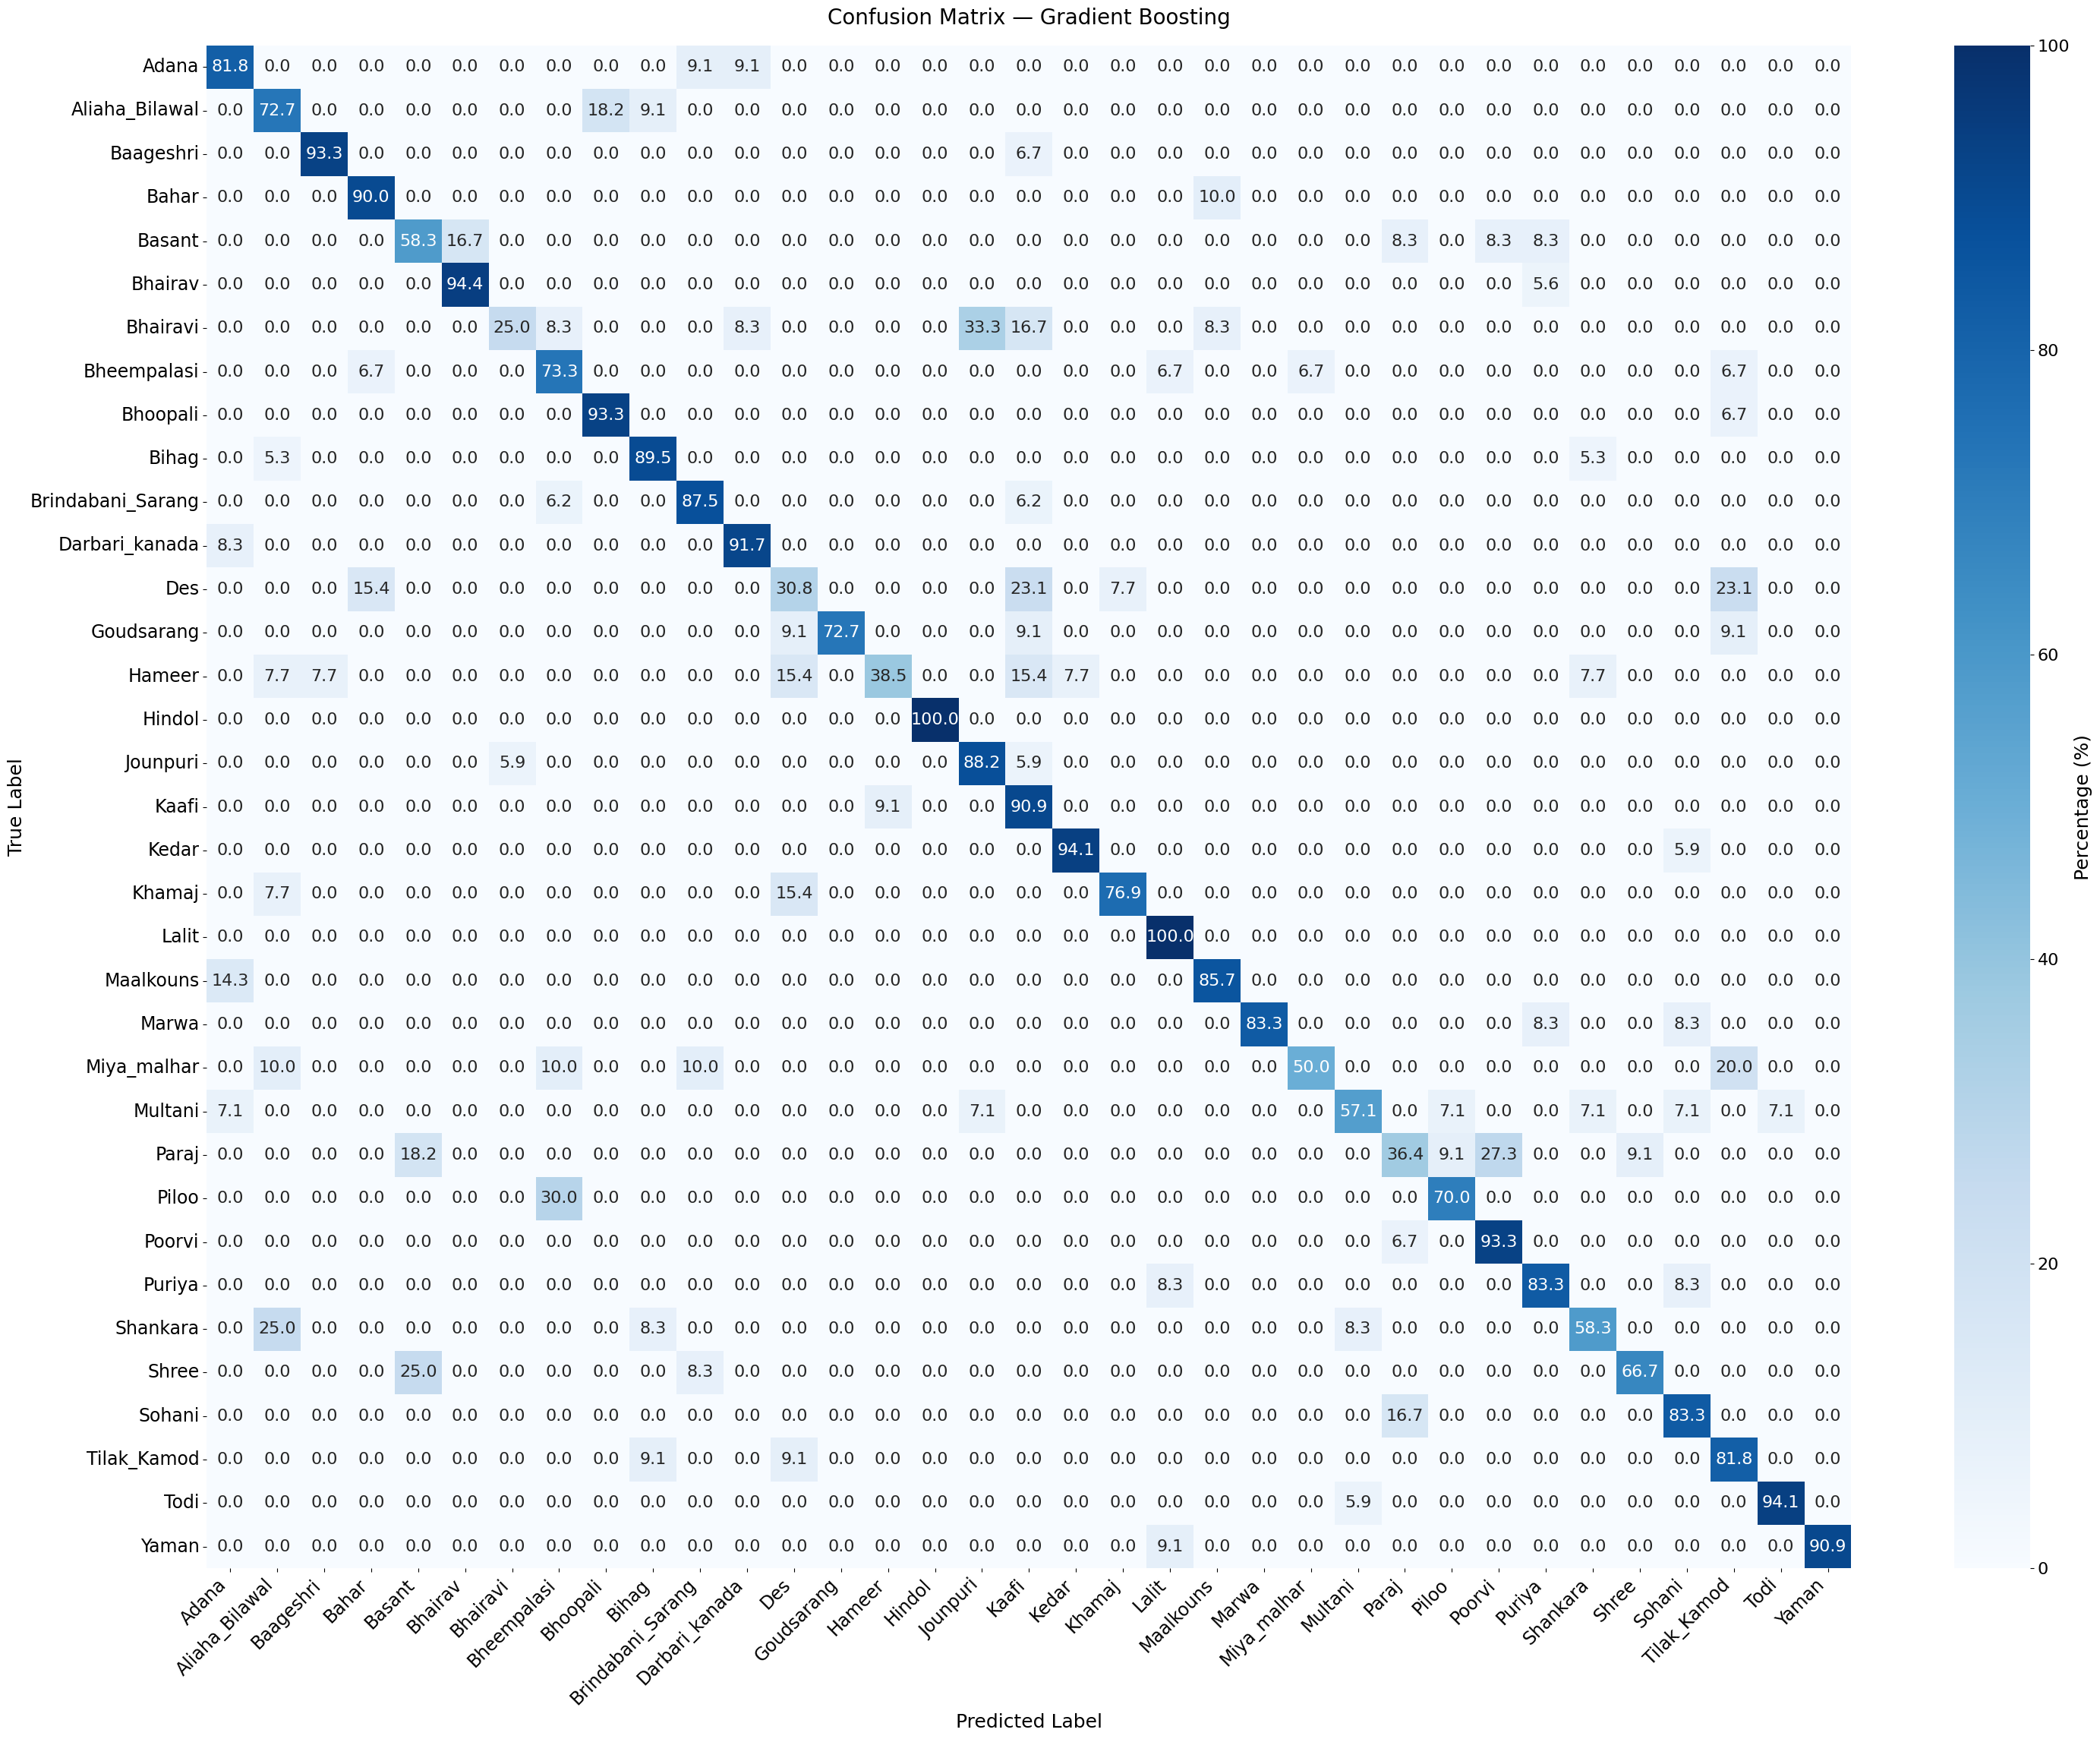 Confusion Matrix — Gradient Boosting
Adana 81.8 0.0 0.0 0.0 0.0 0.0 0.0 0.0 0.0 0.0 9.1 9.1 0.0 0.0 0.0 0.0 0.0 0.0 0.0 0.0 0.0 0.0 0.0 0.0 0.0 0.0 0.0 0.0 0.0 0.0 0.0 0.0 0.0 0.0 0.0
Aliaha_Bilawal 0.0 72.7 0.0 0.0 0.0 0.0 0.0 0.0 18.2 9.1 0.0 0.0 0.0 0.0 0.0 0.0 0.0 0.0 0.0 0.0 0.0 0.0 0.0 0.0 0.0 0.0 0.0 0.0 0.0 0.0 0.0 0.0 0.0 0.0 0.0
Baageshri 0.0 0.0 93.3 0.0 0.0 0.0 0.0 0.0 0.0 0.0 0.0 0.0 0.0 0.0 0.0 0.0 0.0 6.7 0.0 0.0 0.0 0.0 0.0 0.0 0.0 0.0 0.0 0.0 0.0 0.0 0.0 0.0 0.0 0.0 0.0
Bahar 0.0 0.0 0.0 90.0 0.0 0.0 0.0 0.0 0.0 0.0 0.0 0.0 0.0 0.0 0.0 0.0 0.0 0.0 0.0 0.0 0.0 10.0 0.0 0.0 0.0 0.0 0.0 0.0 0.0 0.0 0.0 0.0 0.0 0.0 0.0
Basant 0.0 0.0 0.0 0.0 58.3 16.7 0.0 0.0 0.0 0.0 0.0 0.0 0.0 0.0 0.0 0.0 0.0 0.0 0.0 0.0 0.0 0.0 0.0 0.0 0.0 8.3 0.0 8.3 8.3 0.0 0.0 0.0 0.0 0.0 0.0
Bhairav 0.0 0.0 0.0 0.0 0.0 94.4 0.0 0.0 0.0 0.0 0.0 0.0 0.0 0.0 0.0 0.0 0.0 0.0 0.0 0.0 0.0 0.0 0.0 0.0 0.0 0.0 0.0 0.0 5.6 0.0 0.0 0.0 0.0 0.0 0.0
Bhairavi 0.0 0.0 0.0 0.0 0.0 0.0 25.0 8.3 0.0 0.0 0.0 8.3 0.0 0.0 0.0 0.0 33.3 16.7 0.0 0.0 0.0 8.3 0.0 0.0 0.0 0.0 0.0 0.0 0.0 0.0 0.0 0.0 0.0 0.0 0.0
Bheempalasi 0.0 0.0 0.0 6.7 0.0 0.0 0.0 73.3 0.0 0.0 0.0 0.0 0.0 0.0 0.0 0.0 0.0 0.0 0.0 0.0 6.7 0.0 0.0 6.7 0.0 0.0 0.0 0.0 0.0 0.0 0.0 0.0 6.7 0.0 0.0
Bhoopali 0.0 0.0 0.0 0.0 0.0 0.0 0.0 0.0 93.3 0.0 0.0 0.0 0.0 0.0 0.0 0.0 0.0 0.0 0.0 0.0 0.0 0.0 0.0 0.0 0.0 0.0 0.0 0.0 0.0 0.0 0.0 0.0 6.7 0.0 0.0
Bihag 0.0 5.3 0.0 0.0 0.0 0.0 0.0 0.0 0.0 89.5 0.0 0.0 0.0 0.0 0.0 0.0 0.0 0.0 0.0 0.0 0.0 0.0 0.0 0.0 0.0 0.0 0.0 0.0 0.0 5.3 0.0 0.0 0.0 0.0 0.0
Brindabani_Sarang 0.0 0.0 0.0 0.0 0.0 0.0 0.0 6.2 0.0 0.0 87.5 0.0 0.0 0.0 0.0 0.0 0.0 6.2 0.0 0.0 0.0 0.0 0.0 0.0 0.0 0.0 0.0 0.0 0.0 0.0 0.0 0.0 0.0 0.0 0.0
Darbari_kanada 8.3 0.0 0.0 0.0 0.0 0.0 0.0 0.0 0.0 0.0 0.0 91.7 0.0 0.0 0.0 0.0 0.0 0.0 0.0 0.0 0.0 0.0 0.0 0.0 0.0 0.0 0.0 0.0 0.0 0.0 0.0 0.0 0.0 0.0 0.0
Des 0.0 0.0 0.0 15.4 0.0 0.0 0.0 0.0 0.0 0.0 0.0 0.0 30.8 0.0 0.0 0.0 0.0 23.1 0.0 7.7 0.0 0.0 0.0 0.0 0.0 0.0 0.0 0.0 0.0 0.0 0.0 0.0 23.1 0.0 0.0
Goudsarang 0.0 0.0 0.0 0.0 0.0 0.0 0.0 0.0 0.0 0.0 0.0 0.0 9.1 72.7 0.0 0.0 0.0 9.1 0.0 0.0 0.0 0.0 0.0 0.0 0.0 0.0 0.0 0.0 0.0 0.0 0.0 0.0 9.1 0.0 0.0
Hameer 0.0 7.7 7.7 0.0 0.0 0.0 0.0 0.0 0.0 0.0 0.0 0.0 15.4 0.0 38.5 0.0 0.0 15.4 7.7 0.0 0.0 0.0 0.0 0.0 0.0 0.0 0.0 0.0 0.0 7.7 0.0 0.0 0.0 0.0 0.0
Hindol 0.0 0.0 0.0 0.0 0.0 0.0 0.0 0.0 0.0 0.0 0.0 0.0 0.0 0.0 0.0 100.0 0.0 0.0 0.0 0.0 0.0 0.0 0.0 0.0 0.0 0.0 0.0 0.0 0.0 0.0 0.0 0.0 0.0 0.0 0.0
Jounpuri 0.0 0.0 0.0 0.0 0.0 0.0 5.9 0.0 0.0 0.0 0.0 0.0 0.0 0.0 0.0 0.0 88.2 5.9 0.0 0.0 0.0 0.0 0.0 0.0 0.0 0.0 0.0 0.0 0.0 0.0 0.0 0.0 0.0 0.0 0.0
Kaafi 0.0 0.0 0.0 0.0 0.0 0.0 0.0 0.0 0.0 0.0 0.0 0.0 0.0 0.0 9.1 0.0 0.0 90.9 0.0 0.0 0.0 0.0 0.0 0.0 0.0 0.0 0.0 0.0 0.0 0.0 0.0 0.0 0.0 0.0 0.0
Kedar 0.0 0.0 0.0 0.0 0.0 0.0 0.0 0.0 0.0 0.0 0.0 0.0 0.0 0.0 0.0 0.0 0.0 0.0 94.1 0.0 0.0 0.0 0.0 0.0 0.0 0.0 0.0 0.0 0.0 0.0 0.0 5.9 0.0 0.0 0.0
Khamaj 0.0 7.7 0.0 0.0 0.0 0.0 0.0 0.0 0.0 0.0 0.0 0.0 15.4 0.0 0.0 0.0 0.0 0.0 0.0 76.9 0.0 0.0 0.0 0.0 0.0 0.0 0.0 0.0 0.0 0.0 0.0 0.0 0.0 0.0 0.0
Lalit 0.0 0.0 0.0 0.0 0.0 0.0 0.0 0.0 0.0 0.0 0.0 0.0 0.0 0.0 0.0 0.0 0.0 0.0 0.0 0.0 100.0 0.0 0.0 0.0 0.0 0.0 0.0 0.0 0.0 0.0 0.0 0.0 0.0 0.0 0.0
Maalkouns 14.3 0.0 0.0 0.0 0.0 0.0 0.0 0.0 0.0 0.0 0.0 0.0 0.0 0.0 0.0 0.0 0.0 0.0 0.0 0.0 0.0 85.7 0.0 0.0 0.0 0.0 0.0 0.0 0.0 0.0 0.0 0.0 0.0 0.0 0.0
Marwa 0.0 0.0 0.0 0.0 0.0 0.0 0.0 0.0 0.0 0.0 0.0 0.0 0.0 0.0 0.0 0.0 0.0 0.0 0.0 0.0 0.0 0.0 83.3 0.0 0.0 0.0 0.0 0.0 8.3 0.0 0.0 8.3 0.0 0.0 0.0
Miya_malhar 0.0 10.0 0.0 0.0 0.0 0.0 0.0 10.0 0.0 0.0 10.0 0.0 0.0 0.0 0.0 0.0 0.0 0.0 0.0 0.0 0.0 0.0 0.0 50.0 0.0 0.0 0.0 0.0 0.0 0.0 0.0 0.0 20.0 0.0 0.0
Multani 7.1 0.0 0.0 0.0 0.0 0.0 0.0 0.0 0.0 0.0 0.0 0.0 0.0 0.0 0.0 0.0 7.1 0.0 0.0 0.0 0.0 0.0 0.0 0.0 57.1 0.0 7.1 0.0 0.0 7.1 0.0 7.1 0.0 7.1 0.0
Paraj 0.0 0.0 0.0 0.0 18.2 0.0 0.0 0.0 0.0 0.0 0.0 0.0 0.0 0.0 0.0 0.0 0.0 0.0 0.0 0.0 0.0 0.0 0.0 0.0 0.0 36.4 9.1 27.3 0.0 0.0 9.1 0.0 0.0 0.0 0.0
Piloo 0.0 0.0 0.0 0.0 0.0 0.0 0.0 30.0 0.0 0.0 0.0 0.0 0.0 0.0 0.0 0.0 0.0 0.0 0.0 0.0 0.0 0.0 0.0 0.0 0.0 0.0 70.0 0.0 0.0 0.0 0.0 0.0 0.0 0.0 0.0
Poorvi 0.0 0.0 0.0 0.0 0.0 0.0 0.0 0.0 0.0 0.0 0.0 0.0 0.0 0.0 0.0 0.0 0.0 0.0 0.0 0.0 0.0 0.0 0.0 0.0 0.0 6.7 0.0 93.3 0.0 0.0 0.0 0.0 0.0 0.0 0.0
Puriya 0.0 0.0 0.0 0.0 0.0 0.0 0.0 0.0 0.0 0.0 0.0 0.0 0.0 0.0 0.0 0.0 0.0 0.0 0.0 0.0 8.3 0.0 0.0 0.0 0.0 0.0 0.0 0.0 83.3 0.0 0.0 8.3 0.0 0.0 0.0
Shankara 0.0 25.0 0.0 0.0 0.0 0.0 0.0 0.0 0.0 8.3 0.0 0.0 0.0 0.0 0.0 0.0 0.0 0.0 0.0 0.0 0.0 0.0 0.0 0.0 8.3 0.0 0.0 0.0 0.0 58.3 0.0 0.0 0.0 0.0 0.0
Shree 0.0 0.0 0.0 0.0 25.0 0.0 0.0 0.0 0.0 0.0 8.3 0.0 0.0 0.0 0.0 0.0 0.0 0.0 0.0 0.0 0.0 0.0 0.0 0.0 0.0 0.0 0.0 0.0 0.0 0.0 66.7 0.0 0.0 0.0 0.0
Sohani 0.0 0.0 0.0 0.0 0.0 0.0 0.0 0.0 0.0 0.0 0.0 0.0 0.0 0.0 0.0 0.0 0.0 0.0 0.0 0.0 0.0 0.0 0.0 0.0 0.0 16.7 0.0 0.0 0.0 0.0 0.0 83.3 0.0 0.0 0.0
Tilak_Kamod 0.0 0.0 0.0 0.0 0.0 0.0 0.0 0.0 0.0 9.1 0.0 0.0 9.1 0.0 0.0 0.0 0.0 0.0 0.0 0.0 0.0 0.0 0.0 0.0 0.0 0.0 0.0 0.0 0.0 0.0 0.0 0.0 81.8 0.0 0.0
Todi 0.0 0.0 0.0 0.0 0.0 0.0 0.0 0.0 0.0 0.0 0.0 0.0 0.0 0.0 0.0 0.0 0.0 0.0 0.0 0.0 0.0 0.0 0.0 0.0 5.9 0.0 0.0 0.0 0.0 0.0 0.0 0.0 0.0 94.1 0.0
Yaman 0.0 0.0 0.0 0.0 0.0 0.0 0.0 0.0 0.0 0.0 0.0 0.0 0.0 0.0 0.0 0.0 0.0 0.0 0.0 0.0 9.1 0.0 0.0 0.0 0.0 0.0 0.0 0.0 0.0 0.0 0.0 0.0 0.0 0.0 90.9
Adana
Aliaha_Bilawal
Baageshri
Bahar
Basant
Bhairav
Bhairavi
Bheempalasi
Bhoopali
Bihag
Brindabani_Sarang
Darbari_kanada
Des
Goudsarang
Hameer
Hindol
Jounpuri
Kaafi
Kedar
Khamaj
Lalit
Maalkouns
Marwa
Miya_malhar
Multani
Paraj
Piloo
Poorvi
Puriya
Shankara
Shree
Sohani
Tilak_Kamod
Todi
Yaman
Predicted Label
True Label
100
80
60
40
20
0
Percentage (%)